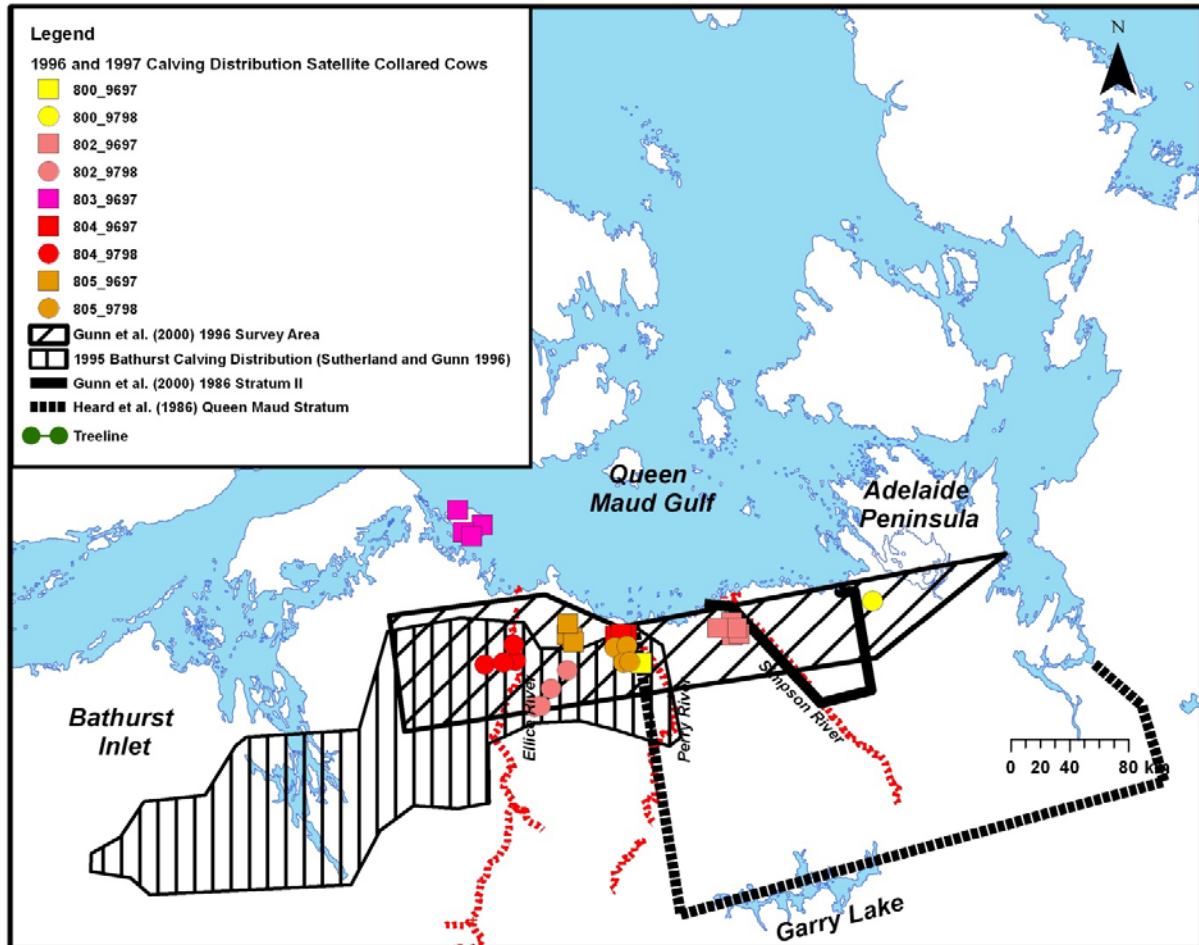 Legend
1996 and 1997 Calving Distribution Satellite Collared Cows
800_9697
800_9798
802_9697
802_9798
803_9697
804_9697
804_9798
805_9697
805_9798
Gunn et al. (2000) 1996 Survey Area
1995 Bathurst Calving Distribution (Sutherland and Gunn 1996)
Gunn et al. (2000) 1986 Stratum II
Heard et al. (1986) Queen Maud Stratum
Treeline
N
Queen
Maud Gulf
Adelaide
Peninsula
Bathurst
Inlet
Ellice River
Perry River
Simpson River
0 20 40 80 km
Garry Lake